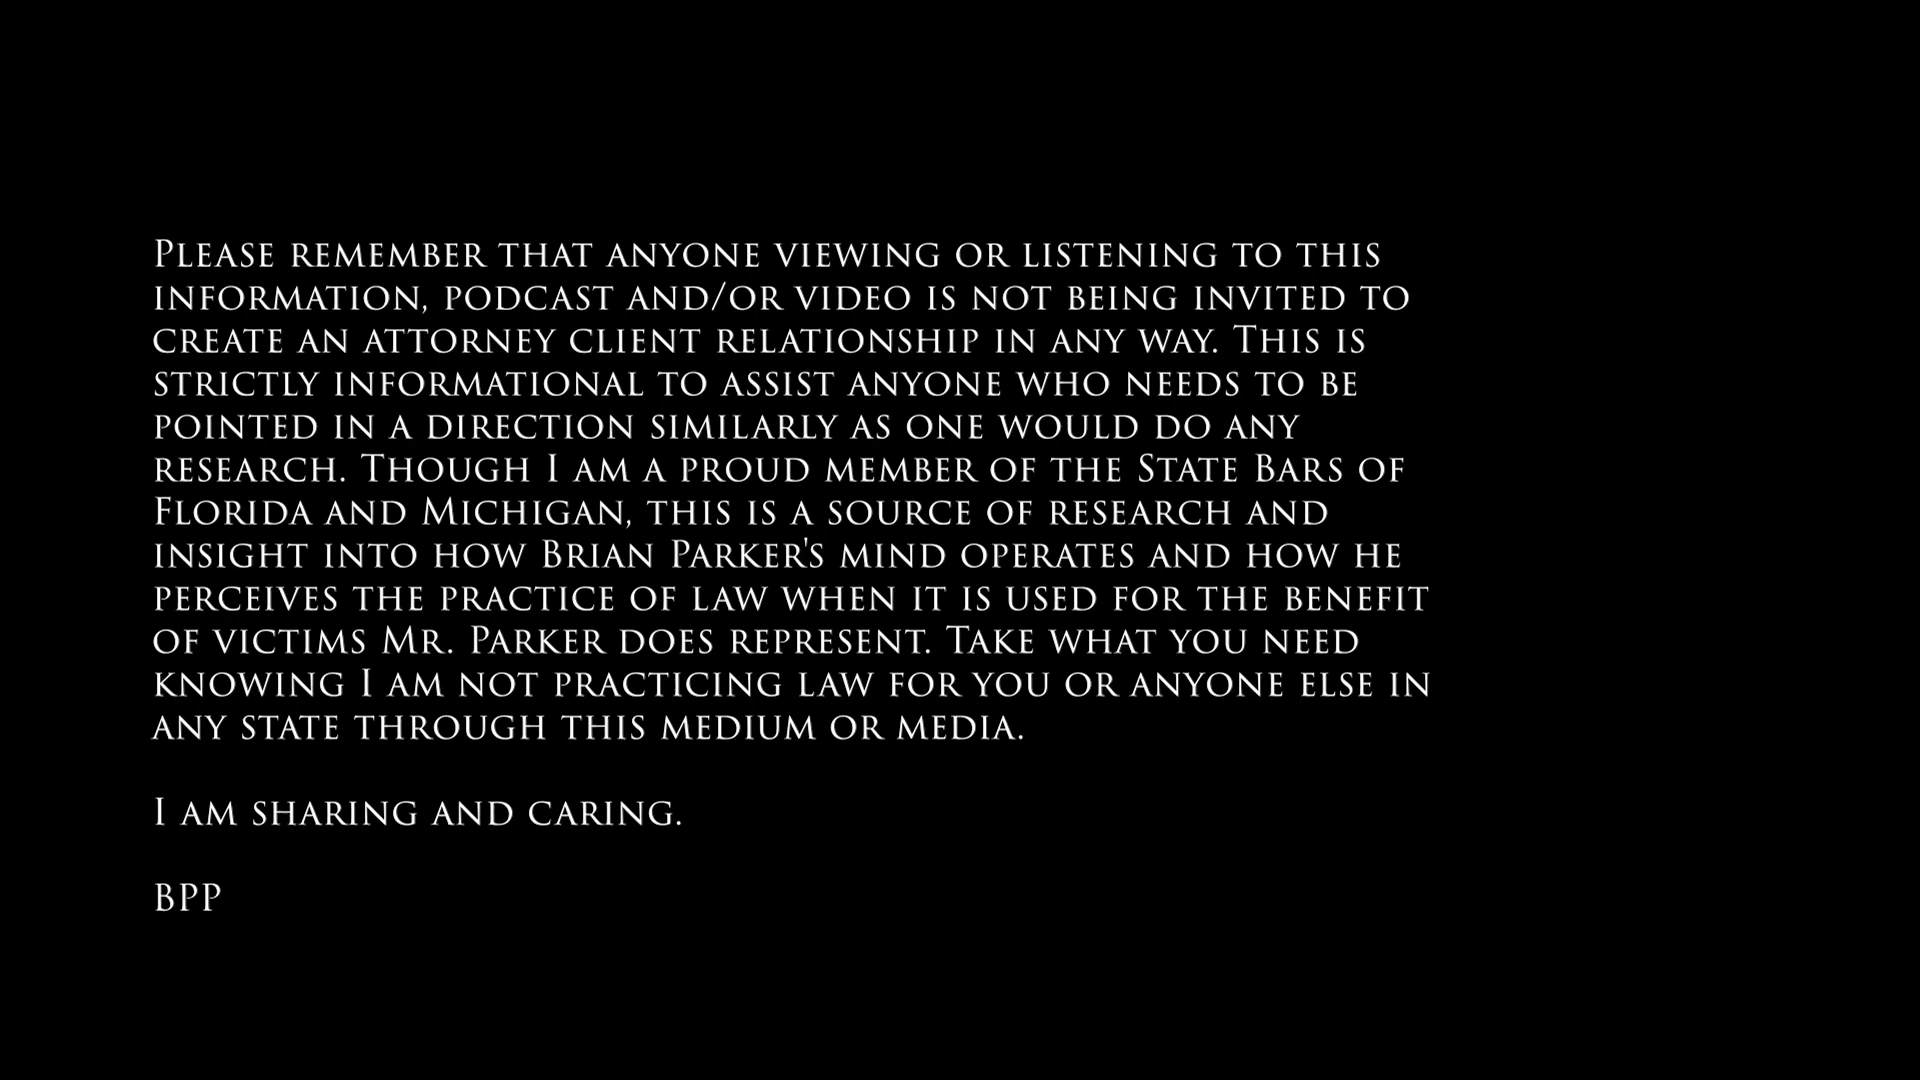 Please remember that anyone viewing or listening to this
information, podcast and/or video is not being invited to
create an attorney client relationship in any way. This is
strictly informational to assist anyone who needs to be
pointed in a direction similarly as one would do any
research. Though I am a proud member of the State Bars of
Florida and Michigan, this is a source of research and
insight into how Brian Parker's mind operates and how he
perceives the practice of law when it is used for the benefit
of victims Mr. Parker does represent. Take what you need
knowing I am not practicing law for you or anyone else in
any state through this medium or media.
I am sharing and caring.
BPP